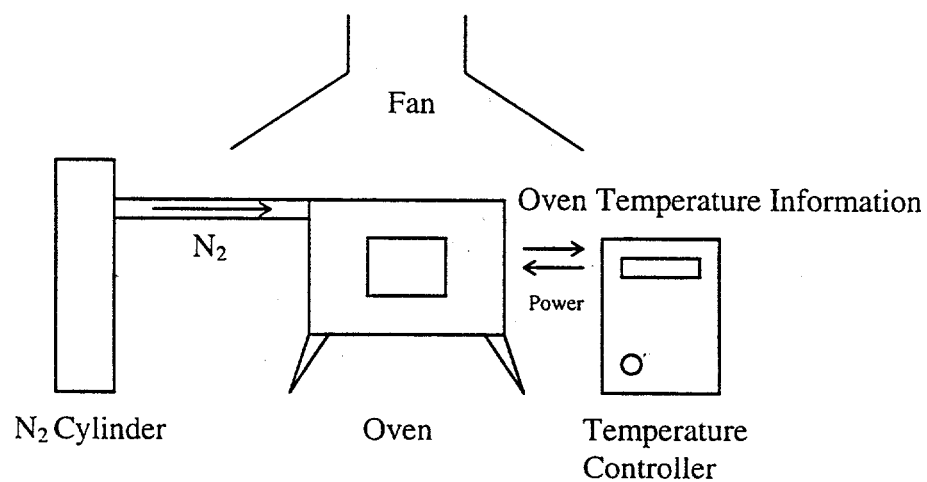 Fan
Oven Temperature Information
N₂
Power
N₂ Cylinder
Oven
Temperature
Controller